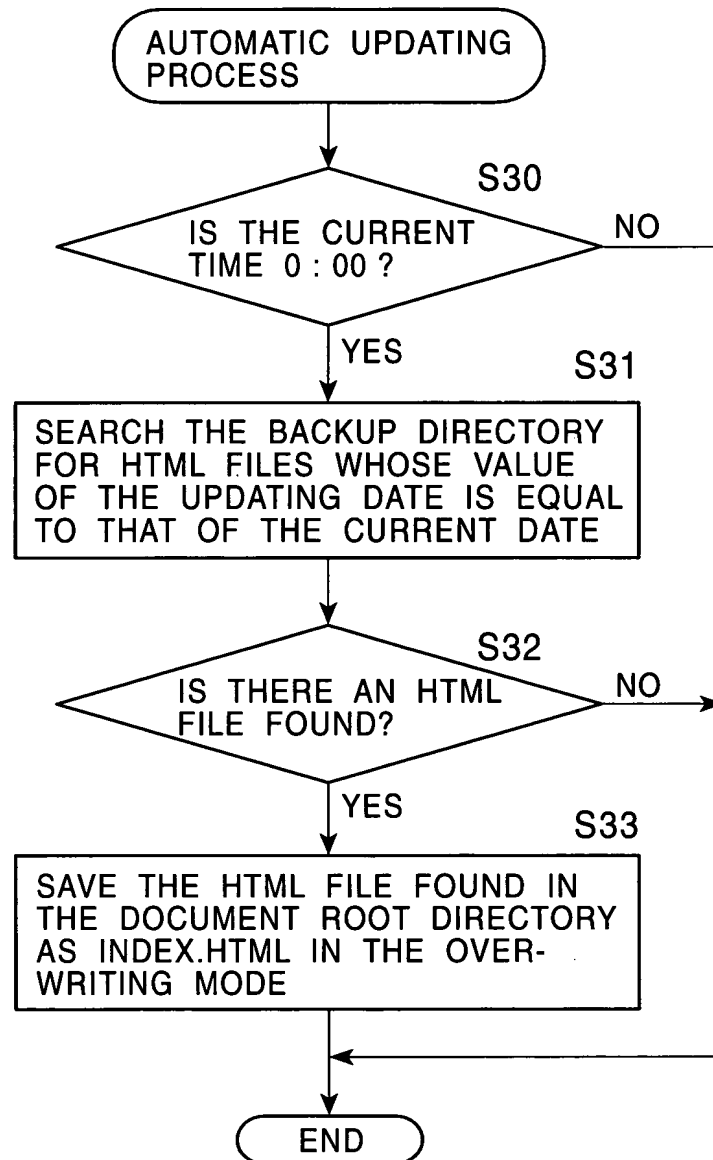 AUTOMATIC UPDATING
PROCESS
S30
IS THE CURRENT
TIME 0 : 00 ?
NO
YES
S31
SEARCH THE BACKUP DIRECTORY
FOR HTML FILES WHOSE VALUE
OF THE UPDATING DATE IS EQUAL
TO THAT OF THE CURRENT DATE
S32
IS THERE AN HTML
FILE FOUND?
NO
YES
S33
SAVE THE HTML FILE FOUND IN
THE DOCUMENT ROOT DIRECTORY
AS INDEX.HTML IN THE OVER-
WRITING MODE
END